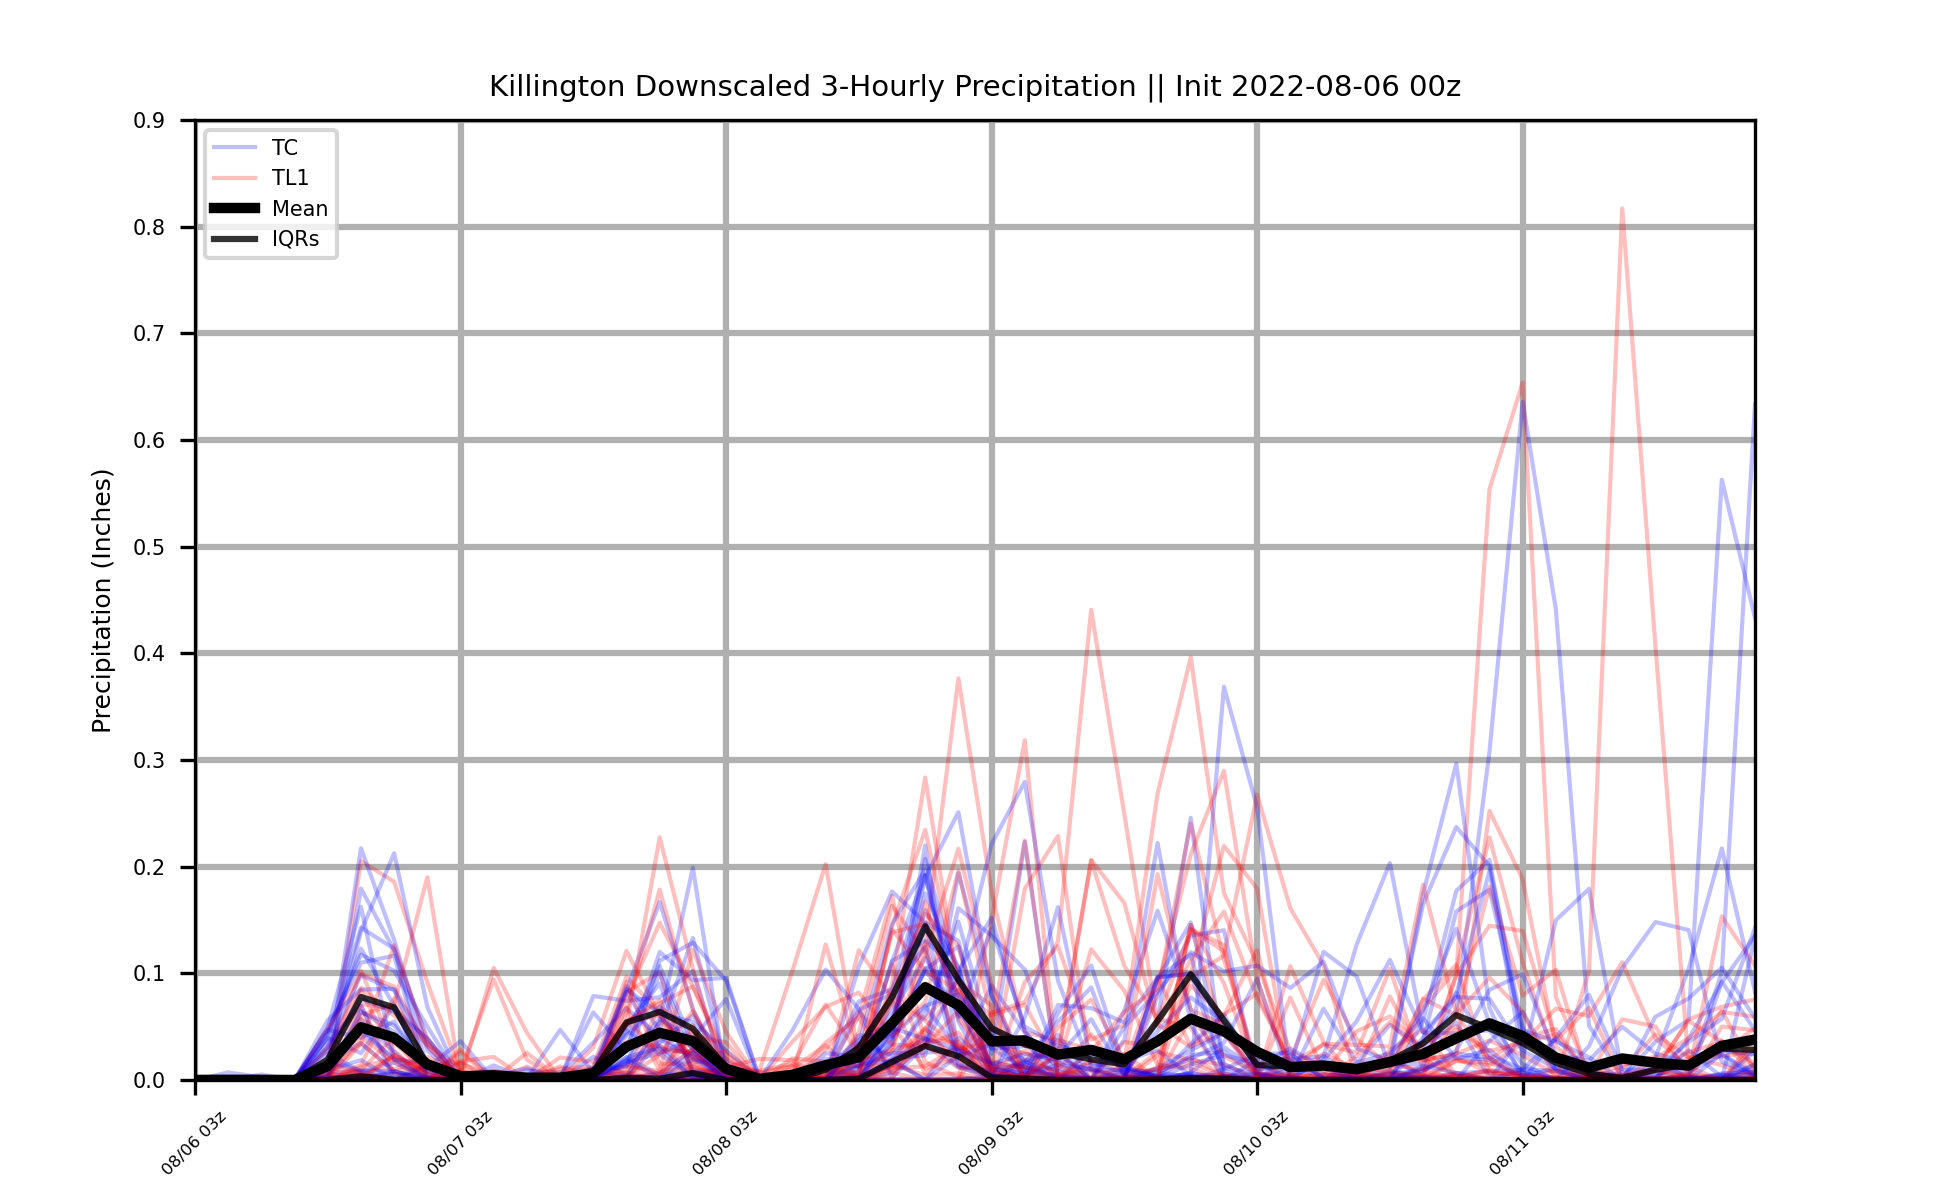 Killington Downscaled 3-Hourly Precipitation || Init 2022-08-06 00z
TC
TL1
Mean
IQRs
Precipitation (Inches)
0.9
0.8
0.7
0.6
0.5
0.4
0.3
0.2
0.1
0.0
08/06 03z
08/07 03z
08/08 03z
08/09 03z
08/10 03z
08/11 03z